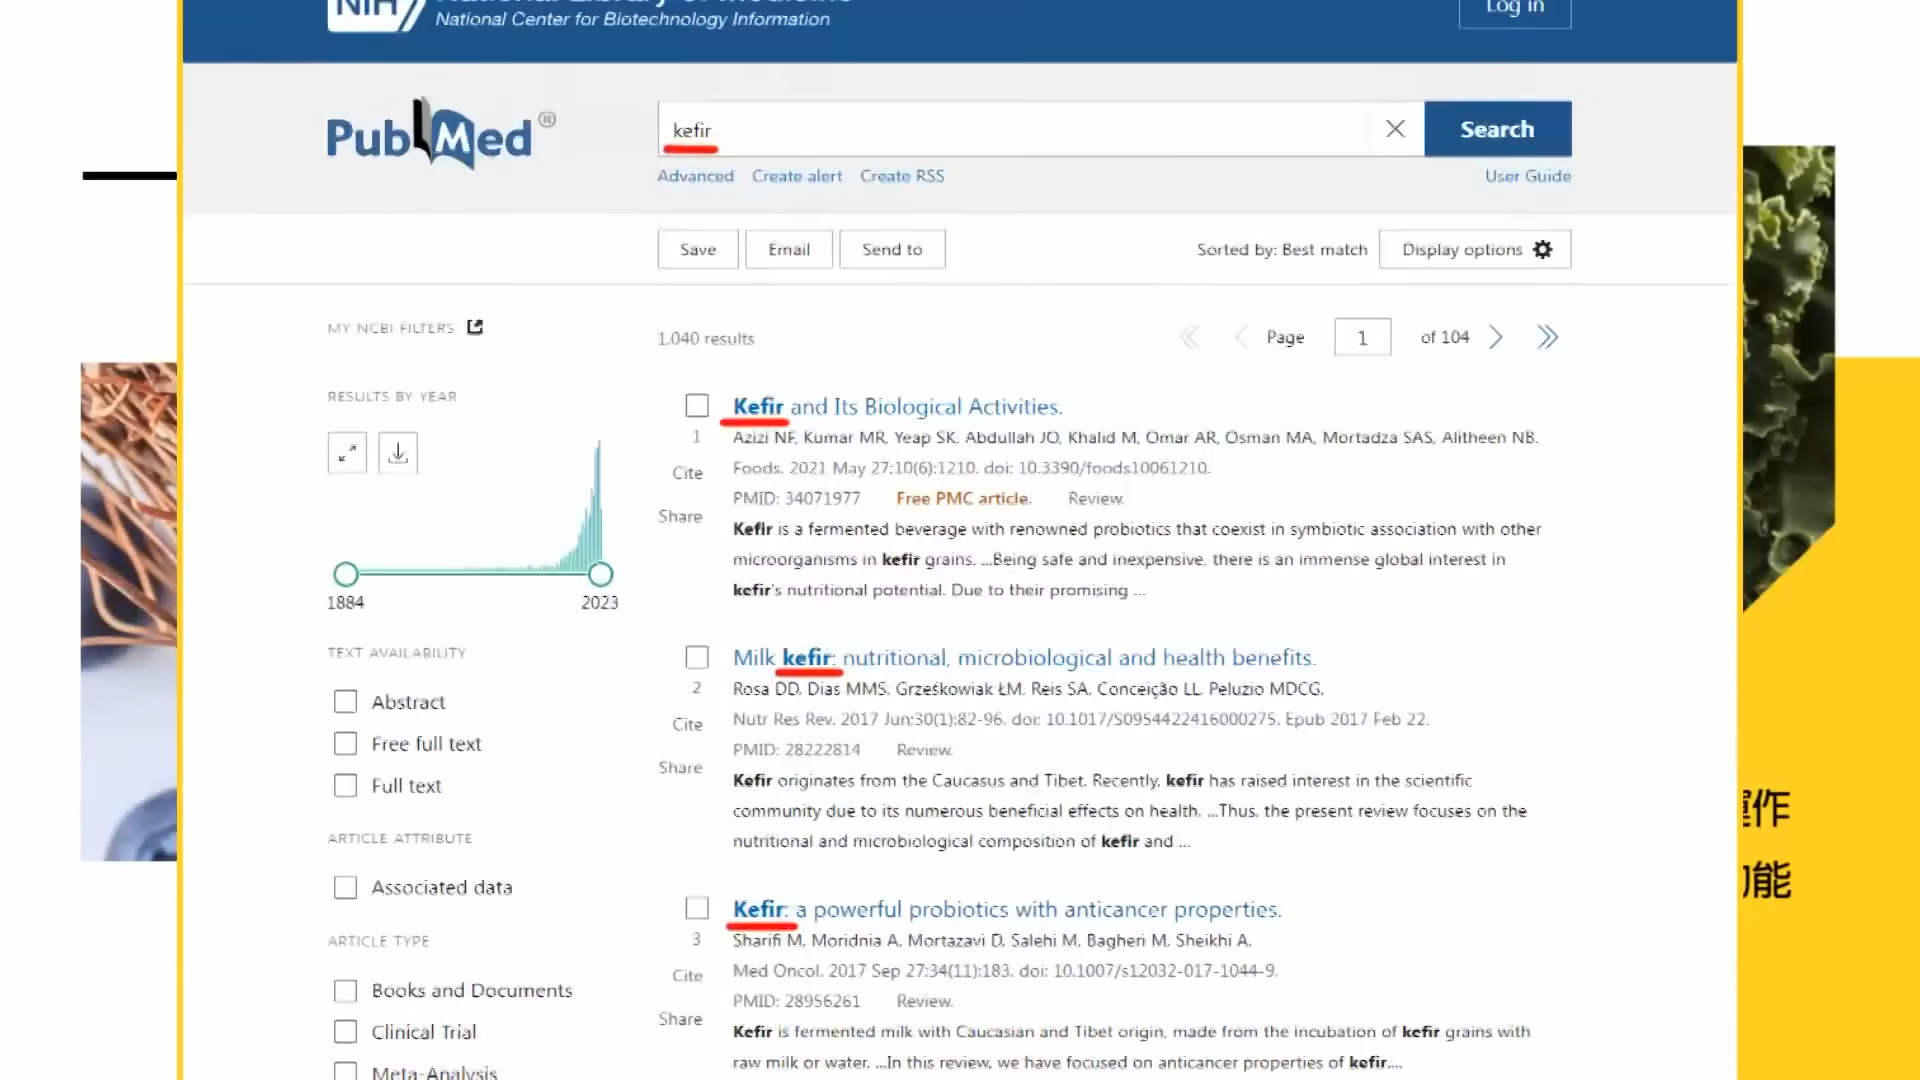 NIH
National Center for Biotechnology Information
Log in
PubMed®
kefir
Search
Advanced
Create alert
Create RSS
User Guide
Save
Email
Send to
Sorted by: Best match
Display options
MY NCBI FILTERS
1,040 results
Page
1
of 104
RESULTS BY YEAR
1884
2023
TEXT AVAILABILITY
Abstract
Free full text
Full text
ARTICLE ATTRIBUTE
Associated data
ARTICLE TYPE
Books and Documents
Clinical Trial
Meta-Analysis
Kefir and Its Biological Activities.
1
Azizi NF, Kumar MR, Yeap SK, Abdullah JO, Khalid M, Omar AR, Osman MA, Mortadza SAS, Alitheen NB.
Cite
Foods. 2021 May 27;10(6):1210. doi: 10.3390/foods10061210.
PMID: 34071977
Free PMC article.
Review.
Share
Kefir is a fermented beverage with renowned probiotics that coexist in symbiotic association with other
microorganisms in kefir grains. ...Being safe and inexpensive, there is an immense global interest in
kefir's nutritional potential. Due to their promising ...
Milk kefir: nutritional, microbiological and health benefits.
2
Rosa DD, Dias MMS, Grześkowiak ŁM, Reis SA, Conceição LL, Peluzio MDCG.
Cite
Nutr Res Rev. 2017 Jun;30(1):82-96. doi: 10.1017/S0954422416000275. Epub 2017 Feb 22.
PMID: 28222814
Review.
Share
Kefir originates from the Caucasus and Tibet. Recently, kefir has raised interest in the scientific
community due to its numerous beneficial effects on health. ...Thus, the present review focuses on the
nutritional and microbiological composition of kefir and ...
Kefir: a powerful probiotics with anticancer properties.
3
Sharifi M, Moridnia A, Mortazavi D, Salehi M, Bagheri M, Sheikhi A.
Cite
Med Oncol. 2017 Sep 27;34(11):183. doi: 10.1007/s12032-017-1044-9.
PMID: 28956261
Review.
Share
Kefir is fermented milk with Caucasian and Tibet origin, made from the incubation of kefir grains with
raw milk or water. ...In this review, we have focused on anticancer properties of kefir....
作
能